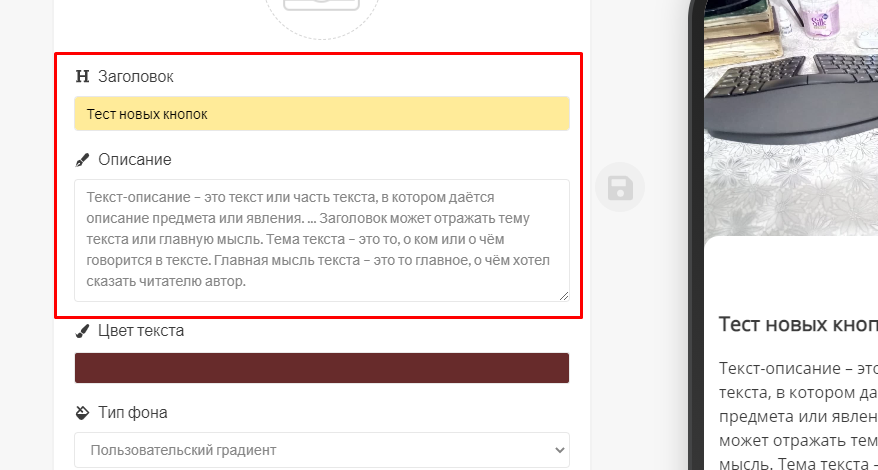 Заголовок
Тест новых кнопок
Описание
Текст-описание – это текст или часть текста, в котором даётся
описание предмета или явления. ... Заголовок может отражать тему
текста или главную мысль. Тема текста – это то, о ком или о чём
говорится в тексте. Главная мысль текста – это то главное, о чём хотел
сказать читателю автор.
Цвет текста
Тип фона
Пользовательский градиент
Тест новых кноп
Текст-описание – это
текста, в котором да
предмета или явлен
может отражать тем
мысль. Тема текста –